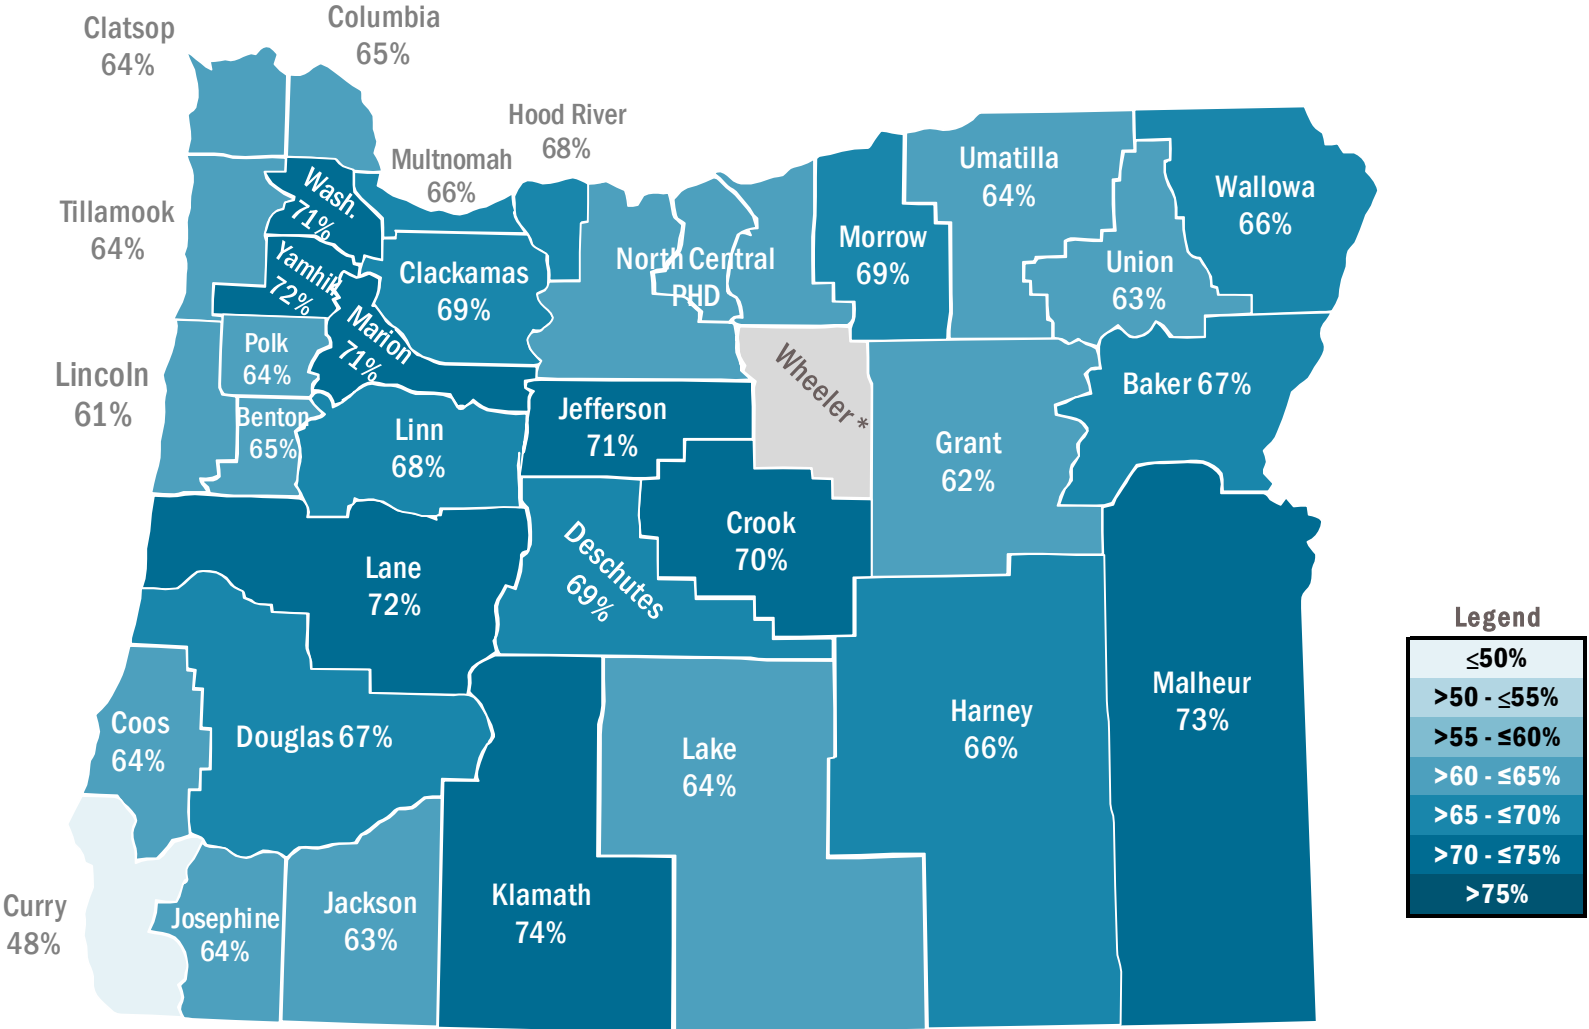 Clatsop
64%
Columbia
65%
Hood River
68%
Multnomah
66%
Umatilla
64%
Wallowa
66%
Wash.
71%
Tillamook
64%
Morrow
69%
North Central
PHD
Union
63%
Clackamas
69%
Yamhill
72%
Marion
71%
Polk
64%
Wheeler *
Baker 67%
Lincoln
61%
Jefferson
71%
Benton
65%
Linn
68%
Grant
62%
Crook
70%
Deschutes
69%
Lane
72%
Malheur
73%
Harney
66%
Coos
64%
Douglas 67%
Lake
64%
Klamath
74%
Jackson
63%
Josephine
64%
Curry
48%
Legend
≤50%
>50 - ≤55%
>55 - ≤60%
>60 - ≤65%
>65 - ≤70%
>70 - ≤75%
>75%